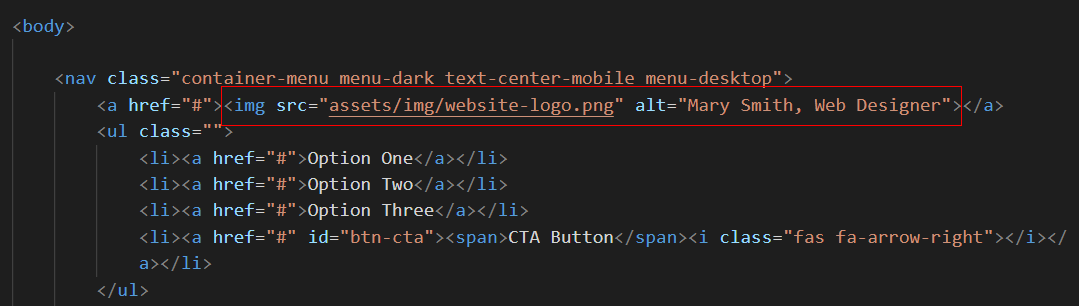 <body>
<nav class="container-menu menu-dark text-center-mobile menu-desktop">
<a href="#"><img src="assets/img/website-logo.png" alt="Mary Smith, Web Designer"></a>
<ul class="">
<li><a href="#">Option One</a></li>
<li><a href="#">Option Two</a></li>
<li><a href="#">Option Three</a></li>
<li><a href="#" id="btn-cta"><span>CTA Button</span><i class="fas fa-arrow-right"></i></
a></li>
</ul>